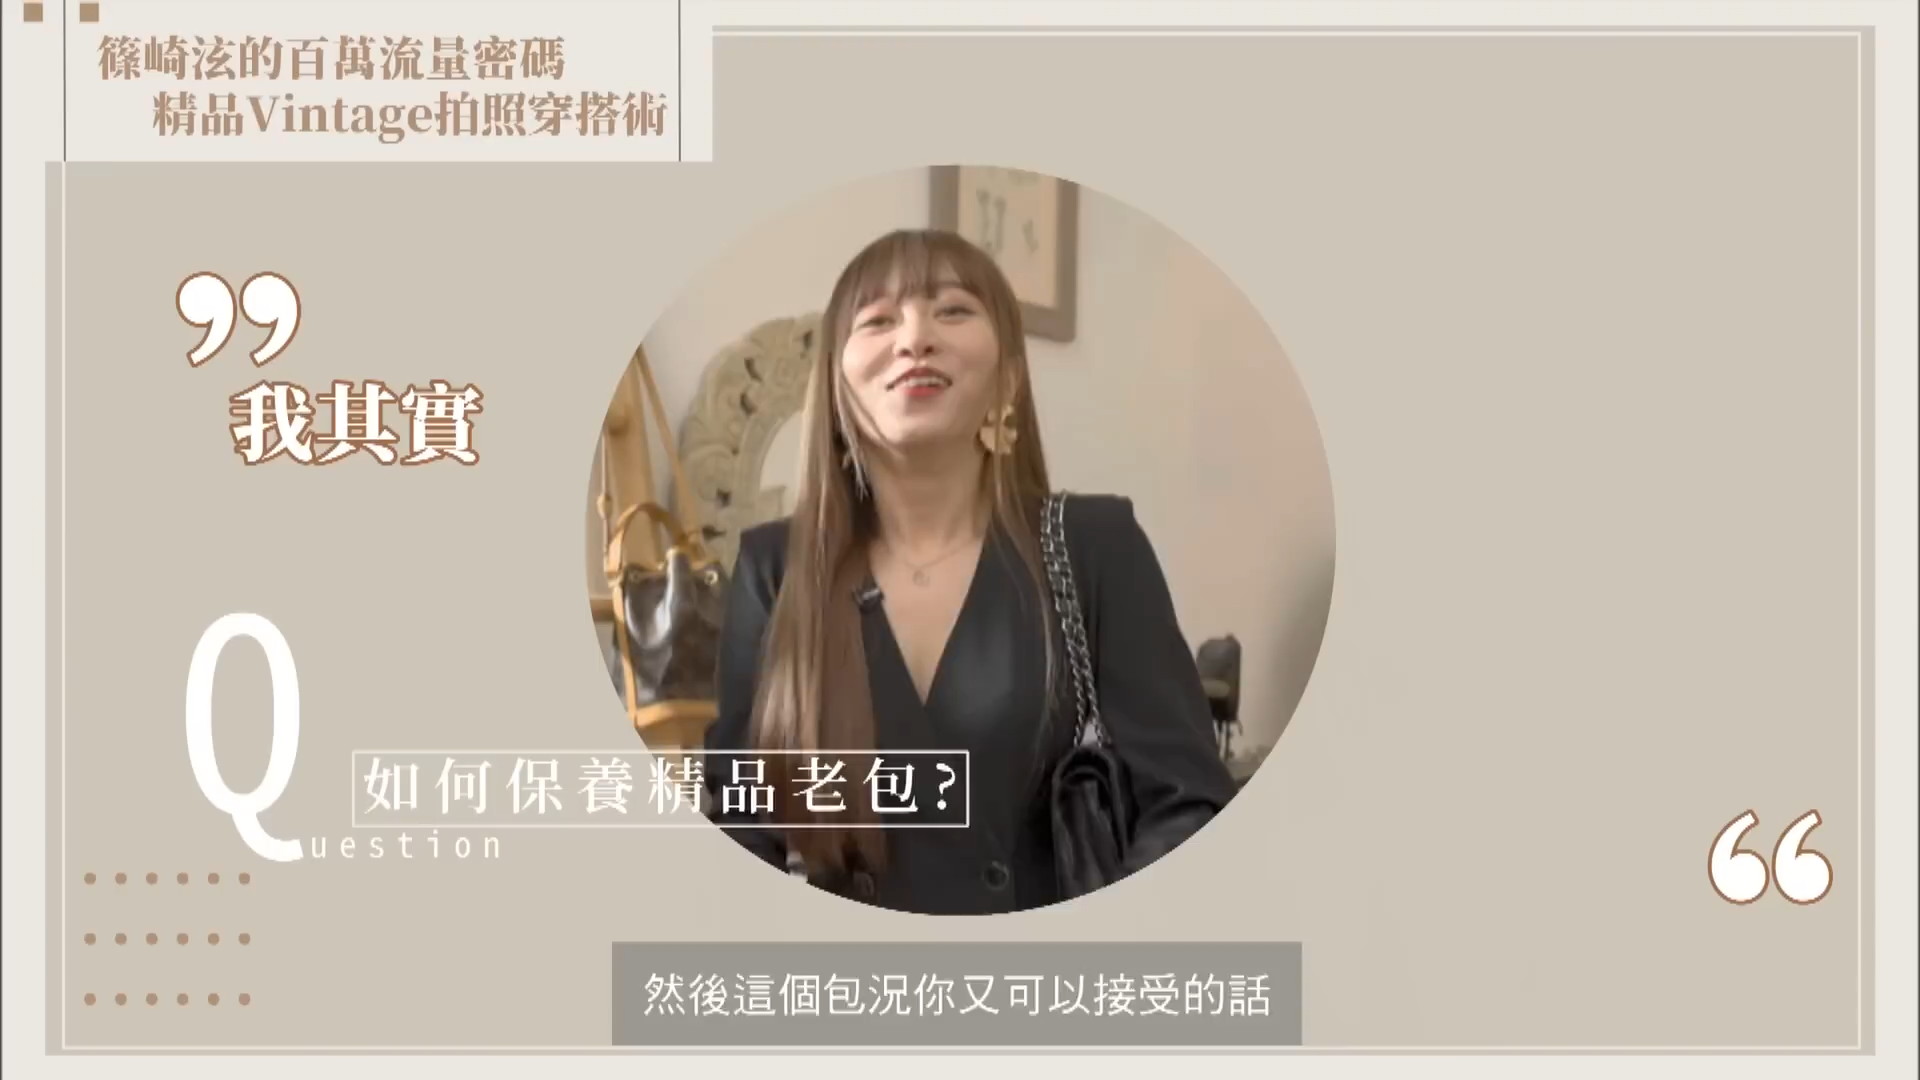 篠崎泫的百萬流量密碼
精品Vintage拍照穿搭術
”
我其實
Question
如何保養精品老包?
“
然後這個包況你又可以接受的話